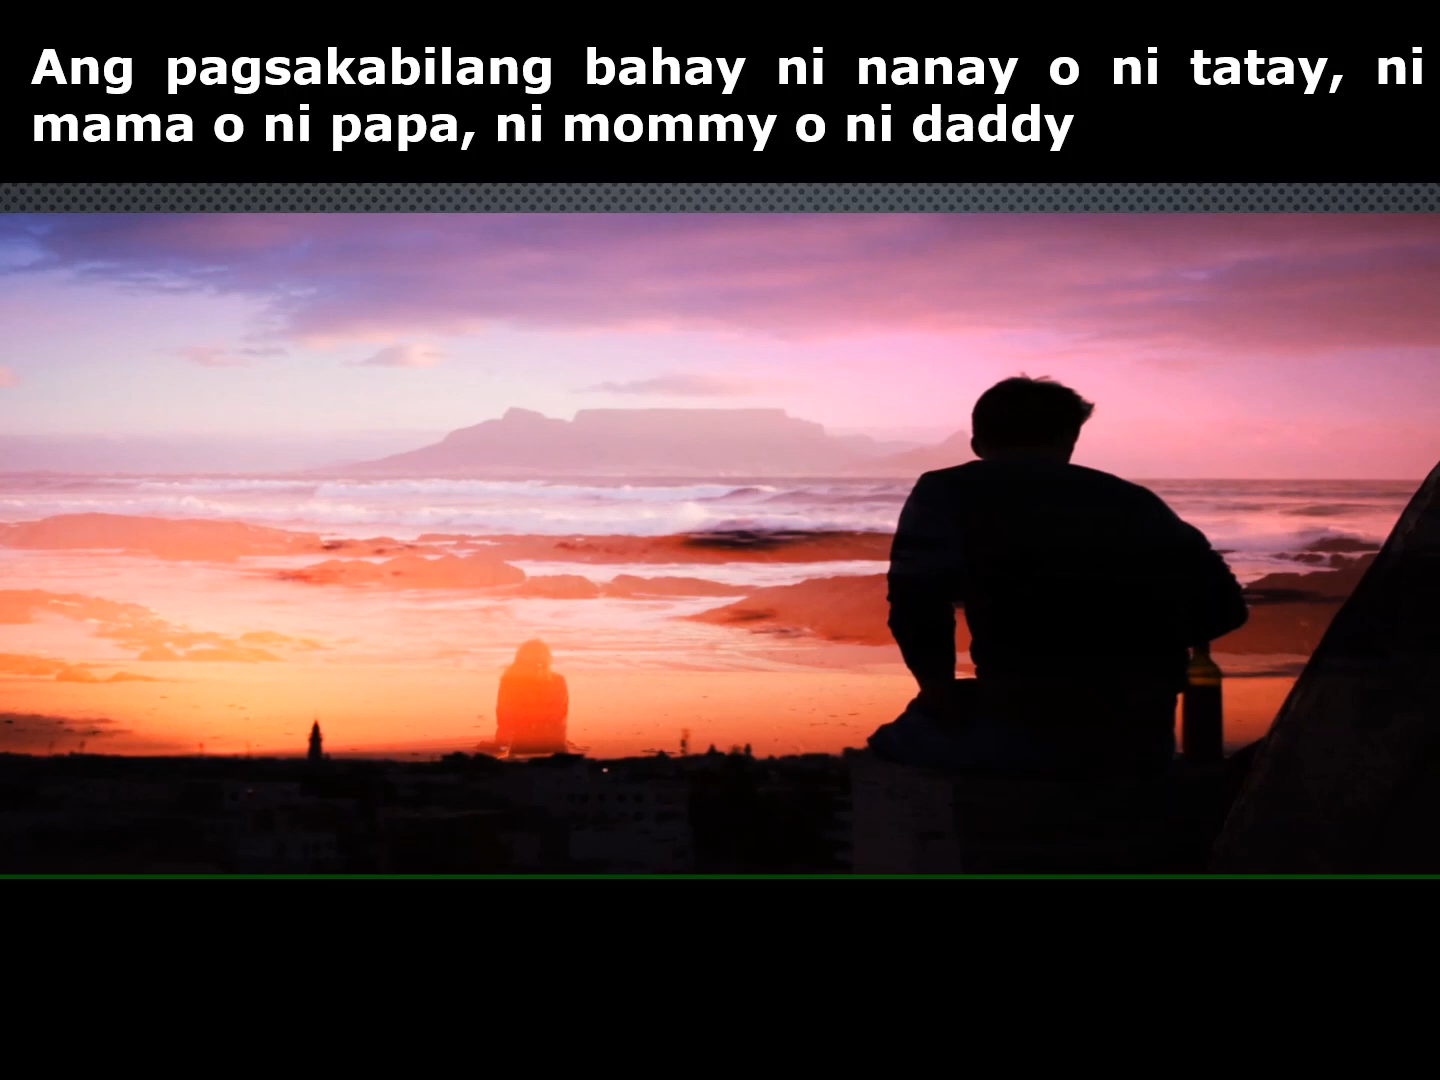 Ang pagsakabilang bahay ni nanay o ni tatay, ni
mama o ni papa, ni mommy o ni daddy